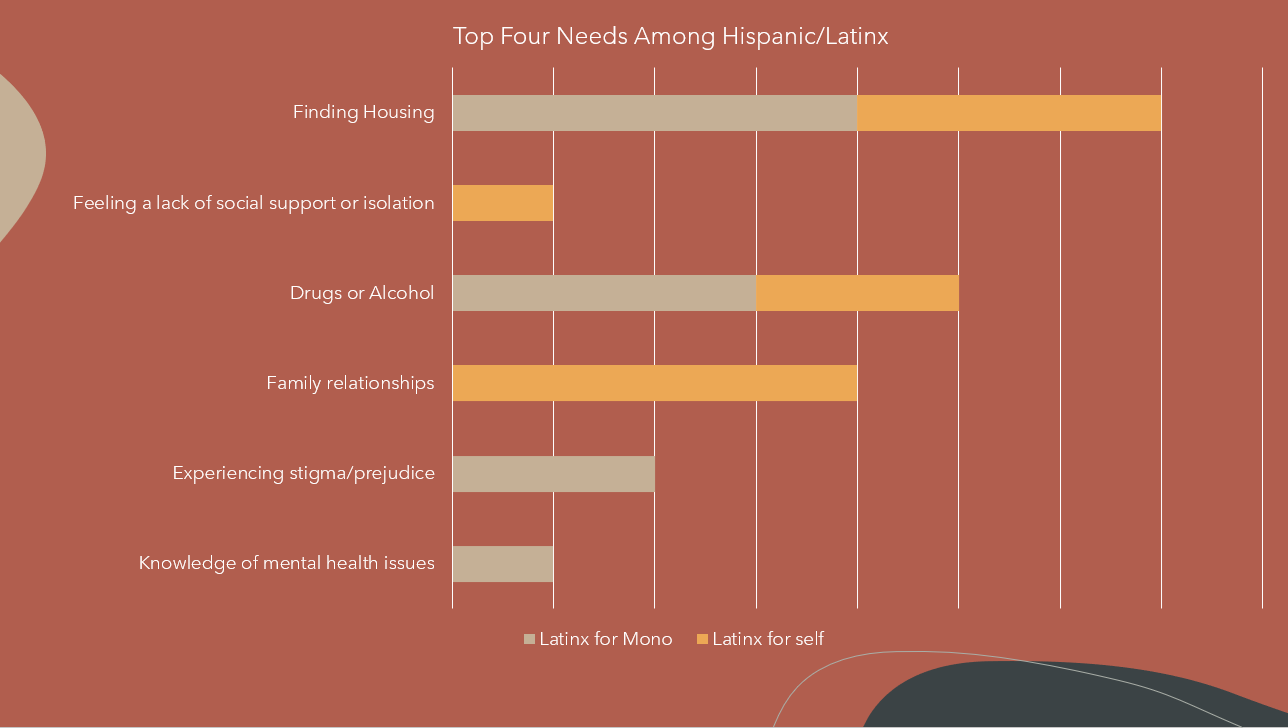 Top Four Needs Among Hispanic/Latinx
Finding Housing
Feeling a lack of social support or isolation
Drugs or Alcohol
Family relationships
Experiencing stigma/prejudice
Knowledge of mental health issues
Latinx for Mono Latinx for self